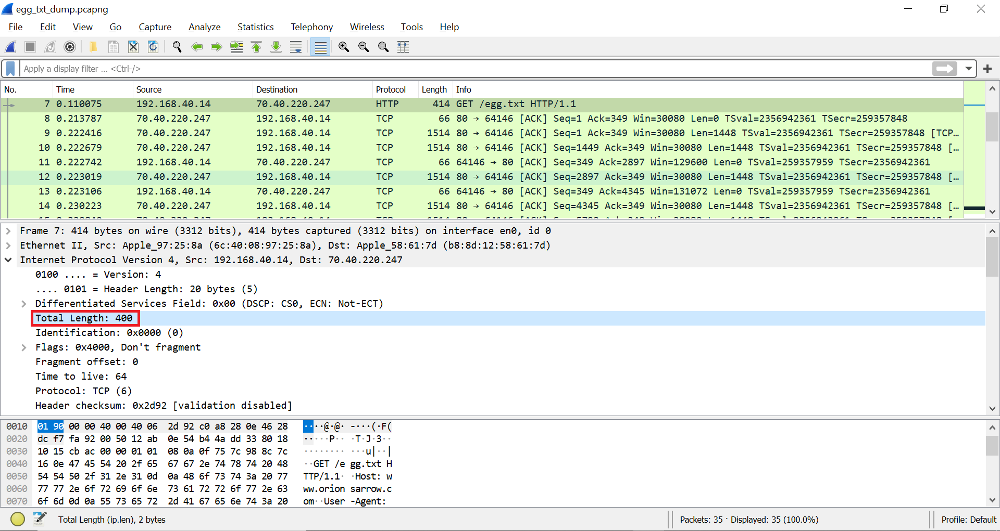 egg_txt_dump.pcapng
File Edit View Go Capture Analyze Statistics Telephony Wireless Tools Help
Apply a display filter ... <Ctrl-/>
No. Time Source Destination Protocol Length Info
7 0.110075 192.168.40.14 70.40.220.247 HTTP 414 GET /egg.txt HTTP/1.1
8 0.213787 70.40.220.247 192.168.40.14 TCP 66 80 → 64146 [ACK] Seq=1 Ack=349 Win=30080 Len=0 TSval=2356942361 TSecr=259357848
9 0.222416 70.40.220.247 192.168.40.14 TCP 1514 80 → 64146 [ACK] Seq=1 Ack=349 Win=30080 Len=1448 TSval=2356942361 TSecr=259357848 [TCP…
10 0.222679 70.40.220.247 192.168.40.14 TCP 1514 80 → 64146 [ACK] Seq=1449 Ack=349 Win=30080 Len=1448 TSval=2356942361 TSecr=259357848 […
11 0.222742 192.168.40.14 70.40.220.247 TCP 66 64146 → 80 [ACK] Seq=349 Ack=2897 Win=129600 Len=0 TSval=259357959 TSecr=2356942361
12 0.223019 70.40.220.247 192.168.40.14 TCP 1514 80 → 64146 [ACK] Seq=2897 Ack=349 Win=30080 Len=1448 TSval=2356942361 TSecr=259357848 […
13 0.223106 192.168.40.14 70.40.220.247 TCP 66 64146 → 80 [ACK] Seq=349 Ack=4345 Win=131072 Len=0 TSval=259357959 TSecr=2356942361
14 0.230223 70.40.220.247 192.168.40.14 TCP 1514 80 → 64146 [ACK] Seq=4345 Ack=349 Win=30080 Len=1448 TSval=2356942361 TSecr=259357848 […
Frame 7: 414 bytes on wire (3312 bits), 414 bytes captured (3312 bits) on interface en0, id 0
Ethernet II, Src: Apple_97:25:8a (6c:40:08:97:25:8a), Dst: Apple_58:61:7d (b8:8d:12:58:61:7d)
Internet Protocol Version 4, Src: 192.168.40.14, Dst: 70.40.220.247
0100 .... = Version: 4
.... 0101 = Header Length: 20 bytes (5)
Differentiated Services Field: 0x00 (DSCP: CS0, ECN: Not-ECT)
Total Length: 400
Identification: 0x0000 (0)
Flags: 0x4000, Don't fragment
Fragment offset: 0
Time to live: 64
Protocol: TCP (6)
Header checksum: 0x2d92 [validation disabled]
0010 01 90 00 00 40 00 40 06 2d 92 c0 a8 28 0e 46 28 ····@·@· -···(·F(
0020 dc f7 fa 92 00 50 12 ab 0e 54 b4 4a dd 33 80 18 ·····P·· ·T·J·3··
0030 10 15 cb ac 00 00 01 01 08 0a 0f 75 7c 98 8c 7c ········ ···u|··|
0040 16 0e 47 45 54 20 2f 65 67 67 2e 74 78 74 20 48 ··GET /e gg.txt H
0050 54 54 50 2f 31 2e 31 0d 0a 48 6f 73 74 3a 20 77 TTP/1.1· ·Host: w
0060 77 77 2e 6f 72 69 6f 6e 73 61 72 72 6f 77 2e 63 ww.orion sarrow.c
0070 6f 6d 0d 0a 55 73 65 72 2d 41 67 65 6e 74 3a 20 om··User -Agent:
Total Length (ip.len), 2 bytes Packets: 35 · Displayed: 35 (100.0%) Profile: Default